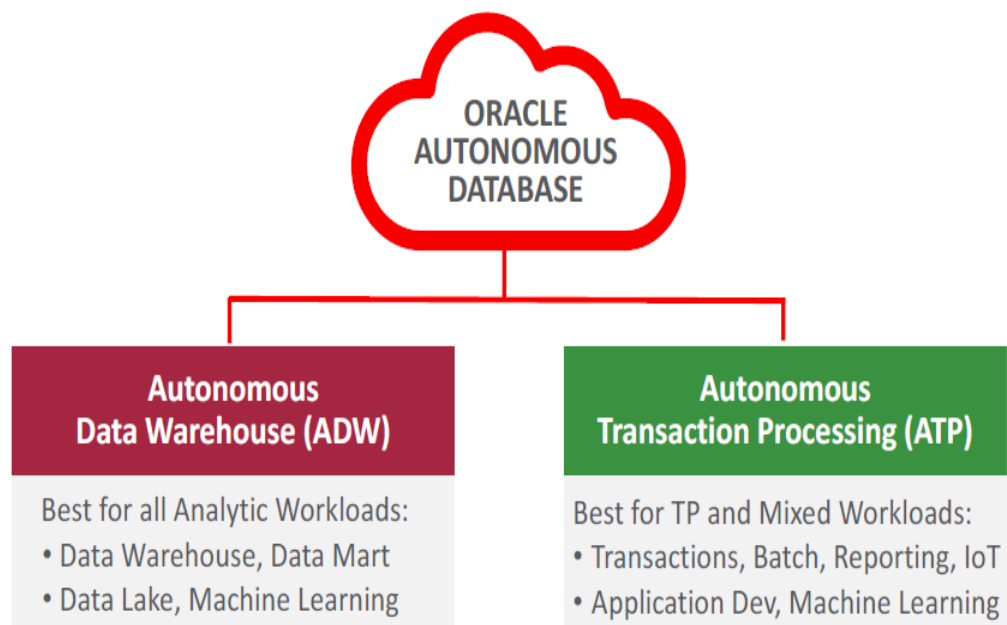 ORACLE
AUTONOMOUS
DATABASE
Autonomous
Data Warehouse (ADW)
Best for all Analytic Workloads:
• Data Warehouse, Data Mart
• Data Lake, Machine Learning
Autonomous
Transaction Processing (ATP)
Best for TP and Mixed Workloads:
• Transactions, Batch, Reporting, IoT
• Application Dev, Machine Learning